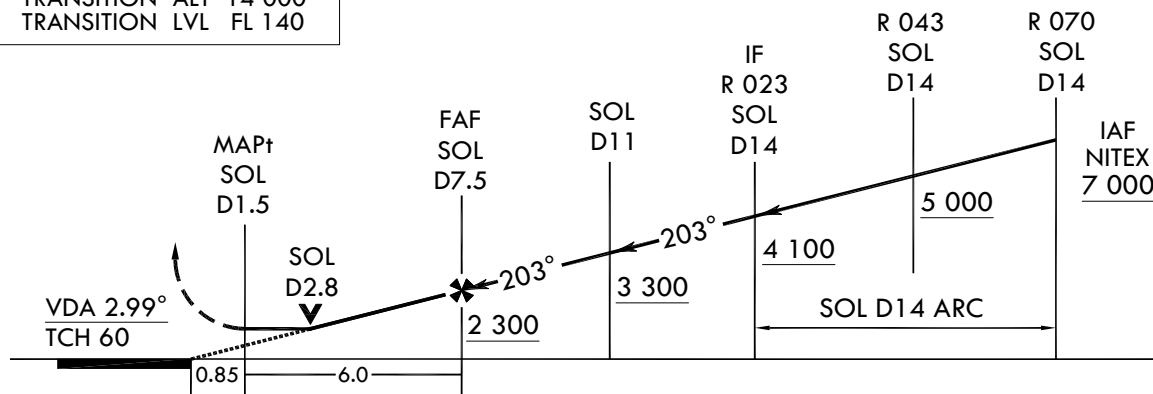 TRANSITION ALT 14 000
TRANSITION LVL FL 140
MAPt
SOL
D1.5
SOL
D2.8
FAF
SOL
D7.5
SOL
D11
IF
R 023
SOL
D14
R 043
SOL
D14
R 070
SOL
D14
IAF
NITEX
7 000
5 000
4 100
3 300
2 300
203°
203°
SOL D14 ARC
VDA 2.99°
TCH 60
0.85
6.0